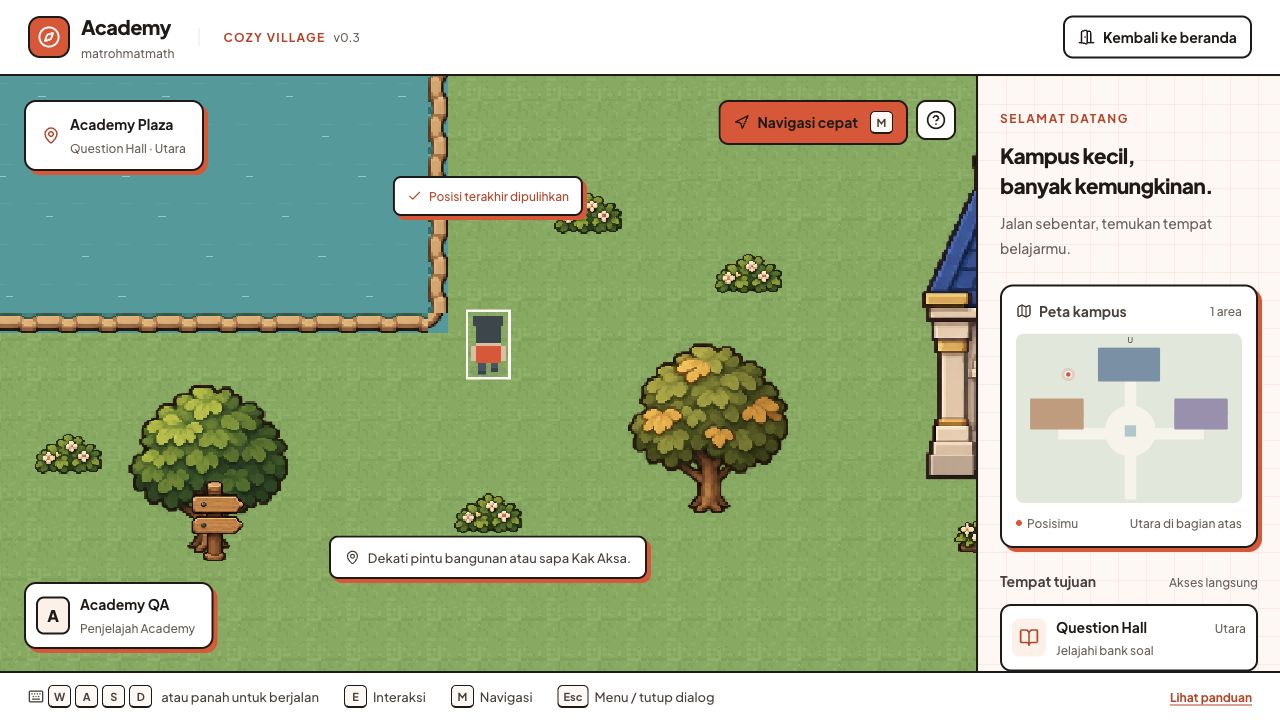 Academy
matrohmatmath
COZY VILLAGE v0.3
Kembali ke beranda
Academy Plaza
Question Hall · Utara
Navigasi cepat M
Posisi terakhir dipulihkan
SELAMAT DATANG
Kampus kecil,
banyak kemungkinan.
Jalan sebentar, temukan tempat
belajarmu.
Peta kampus 1 area
U
Posisimu Utara di bagian atas
Dekati pintu bangunan atau sapa Kak Aksa.
A
Academy QA
Penjelajah Academy
Tempat tujuan Akses langsung
Question Hall Utara
Jelajahi bank soal
W A S D atau panah untuk berjalan E Interaksi M Navigasi Esc Menu / tutup dialog
Lihat panduan